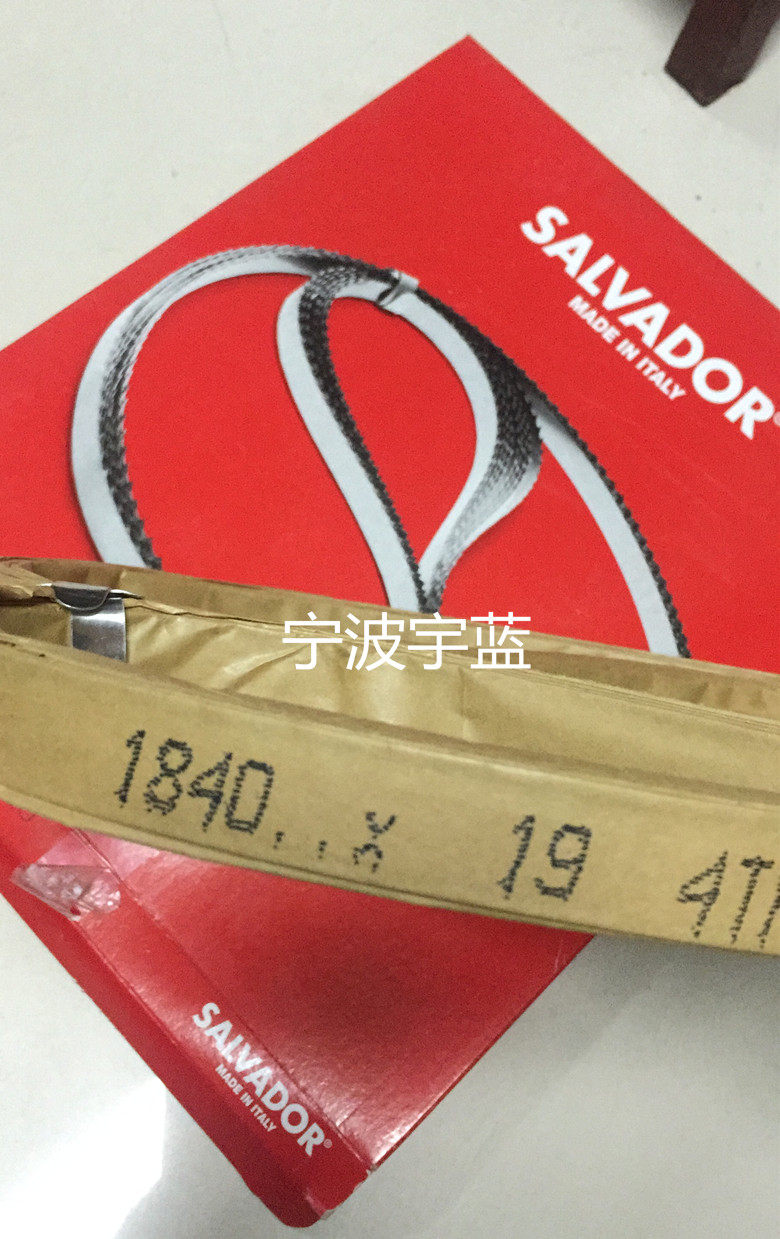 SALVADOR®
MADE IN ITALY
宁波宇蓝
1840.. x 19
SALVADOR®
MADE IN ITALY